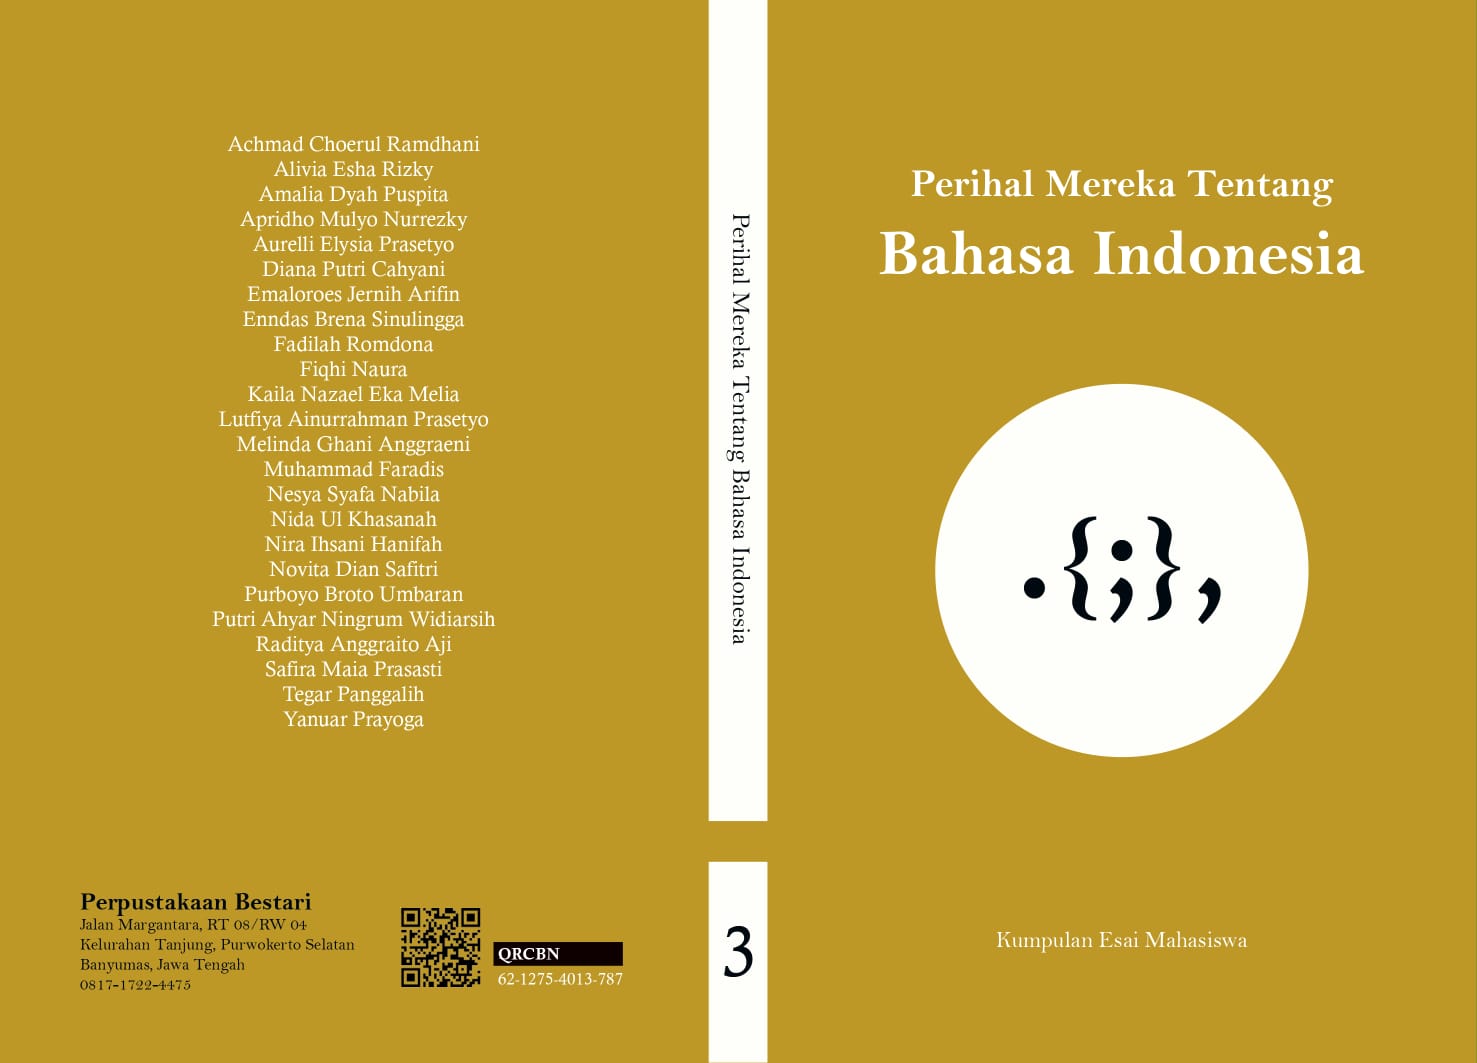 Achmad Choerul Ramdhani
Alivia Esha Rizky
Amalia Dyah Puspita
Apridho Mulyo Nurrezky
Aurelli Elysia Prasetyo
Diana Putri Cahyani
Emaloroes Jernih Arifin
Enndas Brena Sinulingga
Fadilah Romdona
Fiqhi Naura
Kaila Nazael Eka Melia
Lutfiya Ainurrahman Prasetyo
Melinda Ghani Anggraeni
Muhammad Faradis
Nesya Syafa Nabila
Nida Ul Khasanah
Nira Ihsani Hanifah
Novita Dian Safitri
Purboyo Broto Umbaran
Putri Ahyar Ningrum Widiarsih
Raditya Anggraito Aji
Safira Maia Prasasti
Tegar Panggalih
Yanuar Prayoga
Perpustakaan Bestari
Jalan Margantara, RT 08/RW 04
Kelurahan Tanjung, Purwokerto Selatan
Banyumas, Jawa Tengah
0817-1722-4475
QRCBN
62-1275-4013-787
Perihal Mereka Tentang Bahasa Indonesia
3
Perihal Mereka Tentang
Bahasa Indonesia
.{;},
Kumpulan Esai Mahasiswa